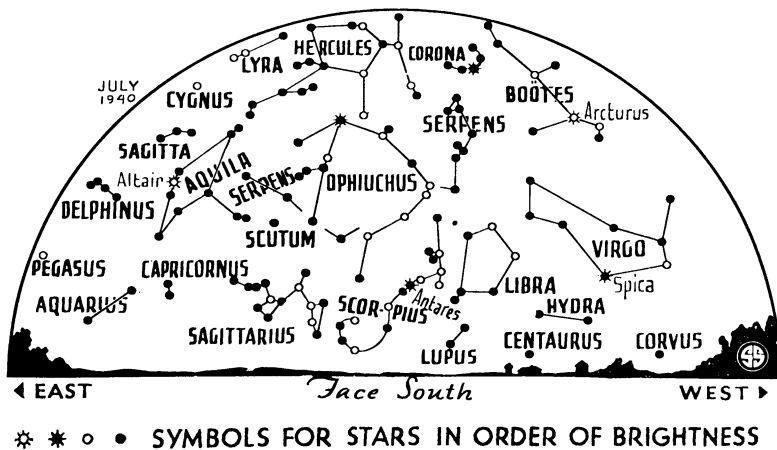 HERCULES
CORONA
LYRA
JULY
1940
CYGNUS
BOÖTES
Arcturus
SERPENS
SAGITTA
Altair
AQUILA
SERPENS
OPHIUCHUS
DELPHINUS
SCUTUM
VIRGO
PEGASUS
CAPRICORNUS
Spica
LIBRA
AQUARIUS
SCOR-PIUS
Antares
HYDRA
SAGITTARIUS
LUPUS
CENTAURUS
CORVUS
EAST
Face South
WEST
SYMBOLS FOR STARS IN ORDER OF BRIGHTNESS